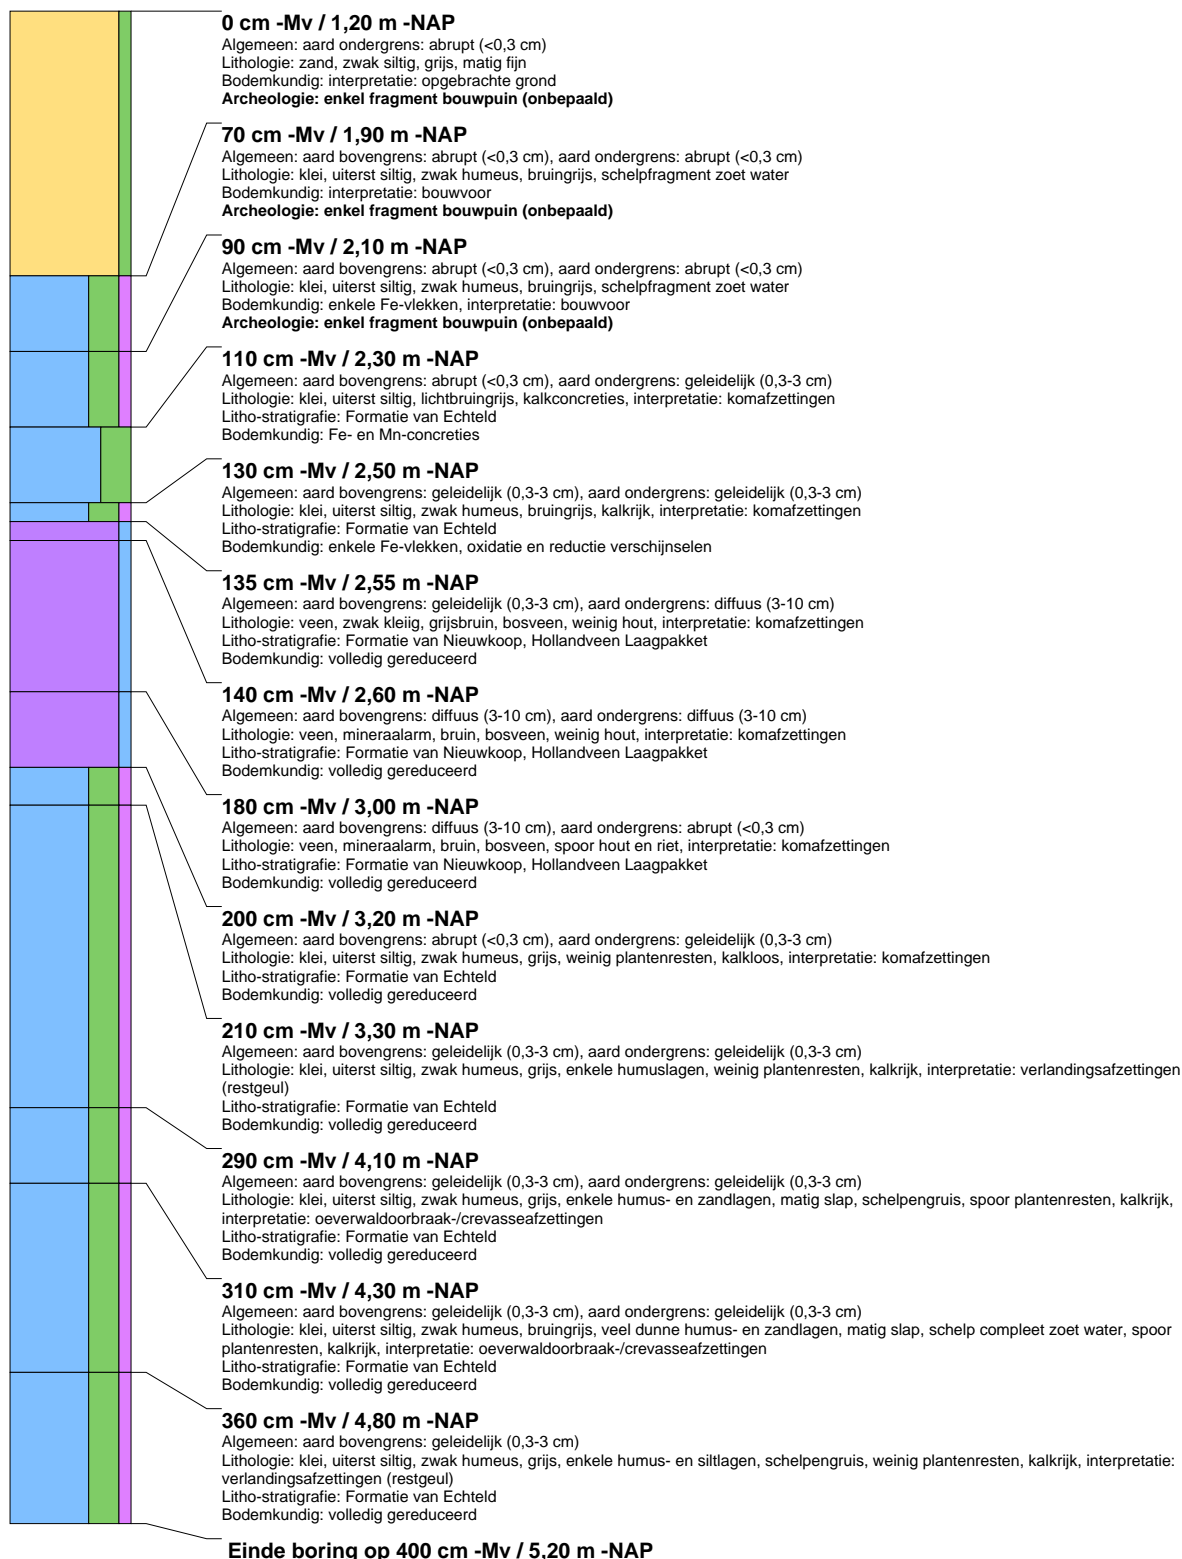 0 cm -Mv / 1,20 m -NAP
Algemeen: aard ondergrens: abrupt (<0,3 cm)
Lithologie: zand, zwak siltig, grijs, matig fijn
Bodemkundig: interpretatie: opgebrachte grond
Archeologie: enkel fragment bouwpuin (onbepaald)
70 cm -Mv / 1,90 m -NAP
Algemeen: aard bovengrens: abrupt (<0,3 cm), aard ondergrens: abrupt (<0,3 cm)
Lithologie: klei, uiterst siltig, zwak humeus, bruingrijs, schelpfragment zoet water
Bodemkundig: interpretatie: bouwvoor
Archeologie: enkel fragment bouwpuin (onbepaald)
90 cm -Mv / 2,10 m -NAP
Algemeen: aard bovengrens: abrupt (<0,3 cm), aard ondergrens: abrupt (<0,3 cm)
Lithologie: klei, uiterst siltig, zwak humeus, bruingrijs, schelpfragment zoet water
Bodemkundig: enkele Fe-vlekken, interpretatie: bouwvoor
Archeologie: enkel fragment bouwpuin (onbepaald)
110 cm -Mv / 2,30 m -NAP
Algemeen: aard bovengrens: abrupt (<0,3 cm), aard ondergrens: geleidelijk (0,3-3 cm)
Lithologie: klei, uiterst siltig, lichtbruingrijs, kalkconcreties, interpretatie: komafzettingen
Litho-stratigrafie: Formatie van Echteld
Bodemkundig: Fe- en Mn-concreties
130 cm -Mv / 2,50 m -NAP
Algemeen: aard bovengrens: geleidelijk (0,3-3 cm), aard ondergrens: geleidelijk (0,3-3 cm)
Lithologie: klei, uiterst siltig, zwak humeus, bruingrijs, kalkrijk, interpretatie: komafzettingen
Litho-stratigrafie: Formatie van Echteld
Bodemkundig: enkele Fe-vlekken, oxidatie en reductie verschijnselen
135 cm -Mv / 2,55 m -NAP
Algemeen: aard bovengrens: geleidelijk (0,3-3 cm), aard ondergrens: diffuus (3-10 cm)
Lithologie: veen, zwak kleiig, grijsbruin, bosveen, weinig hout, interpretatie: komafzettingen
Litho-stratigrafie: Formatie van Nieuwkoop, Hollandveen Laagpakket
Bodemkundig: volledig gereduceerd
140 cm -Mv / 2,60 m -NAP
Algemeen: aard bovengrens: diffuus (3-10 cm), aard ondergrens: diffuus (3-10 cm)
Lithologie: veen, mineraalarm, bruin, bosveen, weinig hout, interpretatie: komafzettingen
Litho-stratigrafie: Formatie van Nieuwkoop, Hollandveen Laagpakket
Bodemkundig: volledig gereduceerd
180 cm -Mv / 3,00 m -NAP
Algemeen: aard bovengrens: diffuus (3-10 cm), aard ondergrens: abrupt (<0,3 cm)
Lithologie: veen, mineraalarm, bruin, bosveen, spoor hout en riet, interpretatie: komafzettingen
Litho-stratigrafie: Formatie van Nieuwkoop, Hollandveen Laagpakket
Bodemkundig: volledig gereduceerd
200 cm -Mv / 3,20 m -NAP
Algemeen: aard bovengrens: abrupt (<0,3 cm), aard ondergrens: geleidelijk (0,3-3 cm)
Lithologie: klei, uiterst siltig, zwak humeus, grijs, weinig plantenresten, kalkloos, interpretatie: komafzettingen
Litho-stratigrafie: Formatie van Echteld
Bodemkundig: volledig gereduceerd
210 cm -Mv / 3,30 m -NAP
Algemeen: aard bovengrens: geleidelijk (0,3-3 cm), aard ondergrens: geleidelijk (0,3-3 cm)
Lithologie: klei, uiterst siltig, zwak humeus, grijs, enkele humuslagen, weinig plantenresten, kalkrijk, interpretatie: verlandingsafzettingen
(restgeul)
Litho-stratigrafie: Formatie van Echteld
Bodemkundig: volledig gereduceerd
290 cm -Mv / 4,10 m -NAP
Algemeen: aard bovengrens: geleidelijk (0,3-3 cm), aard ondergrens: geleidelijk (0,3-3 cm)
Lithologie: klei, uiterst siltig, zwak humeus, grijs, enkele humus- en zandlagen, matig slap, schelpengruis, spoor plantenresten, kalkrijk,
interpretatie: oeverwaldoorbraak-/crevasseafzettingen
Litho-stratigrafie: Formatie van Echteld
Bodemkundig: volledig gereduceerd
310 cm -Mv / 4,30 m -NAP
Algemeen: aard bovengrens: geleidelijk (0,3-3 cm), aard ondergrens: geleidelijk (0,3-3 cm)
Lithologie: klei, uiterst siltig, zwak humeus, bruingrijs, veel dunne humus- en zandlagen, matig slap, schelp compleet zoet water, spoor
plantenresten, kalkrijk, interpretatie: oeverwaldoorbraak-/crevasseafzettingen
Litho-stratigrafie: Formatie van Echteld
Bodemkundig: volledig gereduceerd
360 cm -Mv / 4,80 m -NAP
Algemeen: aard bovengrens: geleidelijk (0,3-3 cm)
Lithologie: klei, uiterst siltig, zwak humeus, grijs, enkele humus- en siltlagen, schelpengruis, weinig plantenresten, kalkrijk, interpretatie:
verlandingsafzettingen (restgeul)
Litho-stratigrafie: Formatie van Echteld
Bodemkundig: volledig gereduceerd
Einde boring op 400 cm -Mv / 5,20 m -NAP